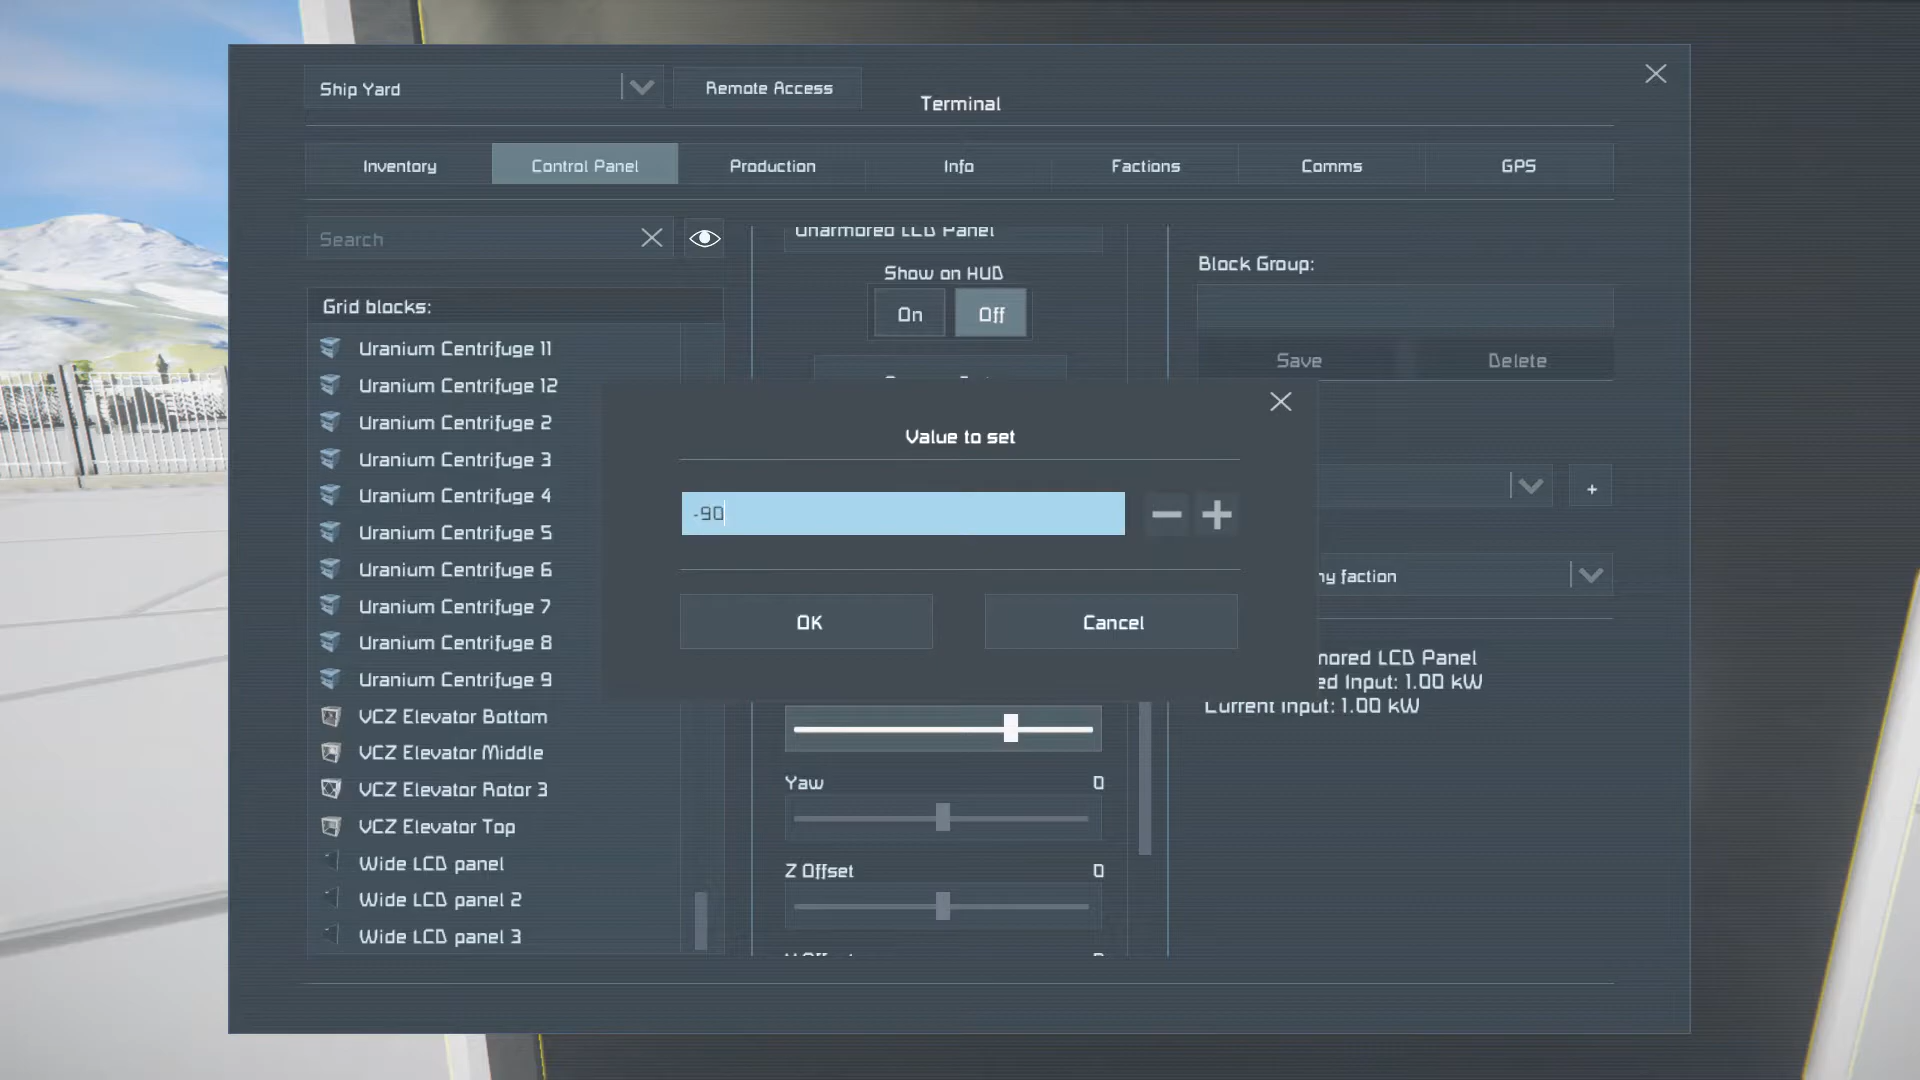 Ship Yard
Remote Access
Terminal
Inventory
Control Panel
Production
Info
Factions
Comms
GPS
Search
Grid blocks:
Uranium Centrifuge 11
Uranium Centrifuge 12
Uranium Centrifuge 2
Uranium Centrifuge 3
Uranium Centrifuge 4
Uranium Centrifuge 5
Uranium Centrifuge 6
Uranium Centrifuge 7
Uranium Centrifuge 8
Uranium Centrifuge 9
VCZ Elevator Bottom
VCZ Elevator Middle
VCZ Elevator Rotor 3
VCZ Elevator Top
Wide LCD panel
Wide LCD panel 2
Wide LCD panel 3
Unarmored LCD Panel
Show on HUD
On
Off
Value to set
-90
OK
Cancel
Yaw 0
Z Offset 0
Block Group:
Save
Delete
+
faction
LCD Panel
Input: 1.00 kW
Current Input: 1.00 kW